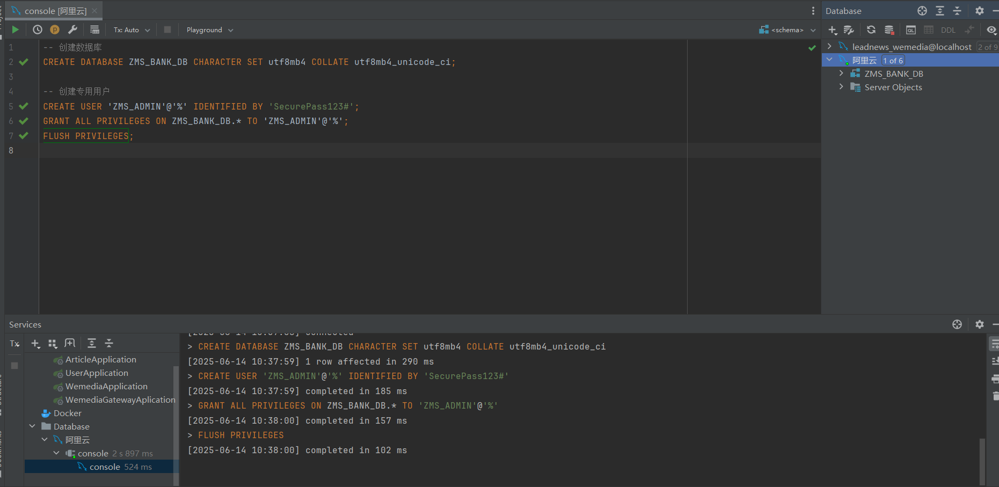 console [阿里云]
Tx: Auto
Playground
<schema>
1 -- 创建数据库
2 CREATE DATABASE ZMS_BANK_DB CHARACTER SET utf8mb4 COLLATE utf8mb4_unicode_ci;
3
4 -- 创建专用用户
5 CREATE USER 'ZMS_ADMIN'@'%' IDENTIFIED BY 'SecurePass123#';
6 GRANT ALL PRIVILEGES ON ZMS_BANK_DB.* TO 'ZMS_ADMIN'@'%';
7 FLUSH PRIVILEGES;
8
Database
DDL
leadnews_wemedia@localhost 2 of 9
阿里云 1 of 6
ZMS_BANK_DB
Server Objects
Services
Tx
ArticleApplication
UserApplication
WemediaApplication
WemediaGatewayAplication
Docker
Database
阿里云
console 2 s 897 ms
console 524 ms
> CREATE DATABASE ZMS_BANK_DB CHARACTER SET utf8mb4 COLLATE utf8mb4_unicode_ci
[2025-06-14 10:37:59] 1 row affected in 290 ms
> CREATE USER 'ZMS_ADMIN'@'%' IDENTIFIED BY 'SecurePass123#'
[2025-06-14 10:37:59] completed in 185 ms
> GRANT ALL PRIVILEGES ON ZMS_BANK_DB.* TO 'ZMS_ADMIN'@'%'
[2025-06-14 10:38:00] completed in 157 ms
> FLUSH PRIVILEGES
[2025-06-14 10:38:00] completed in 102 ms